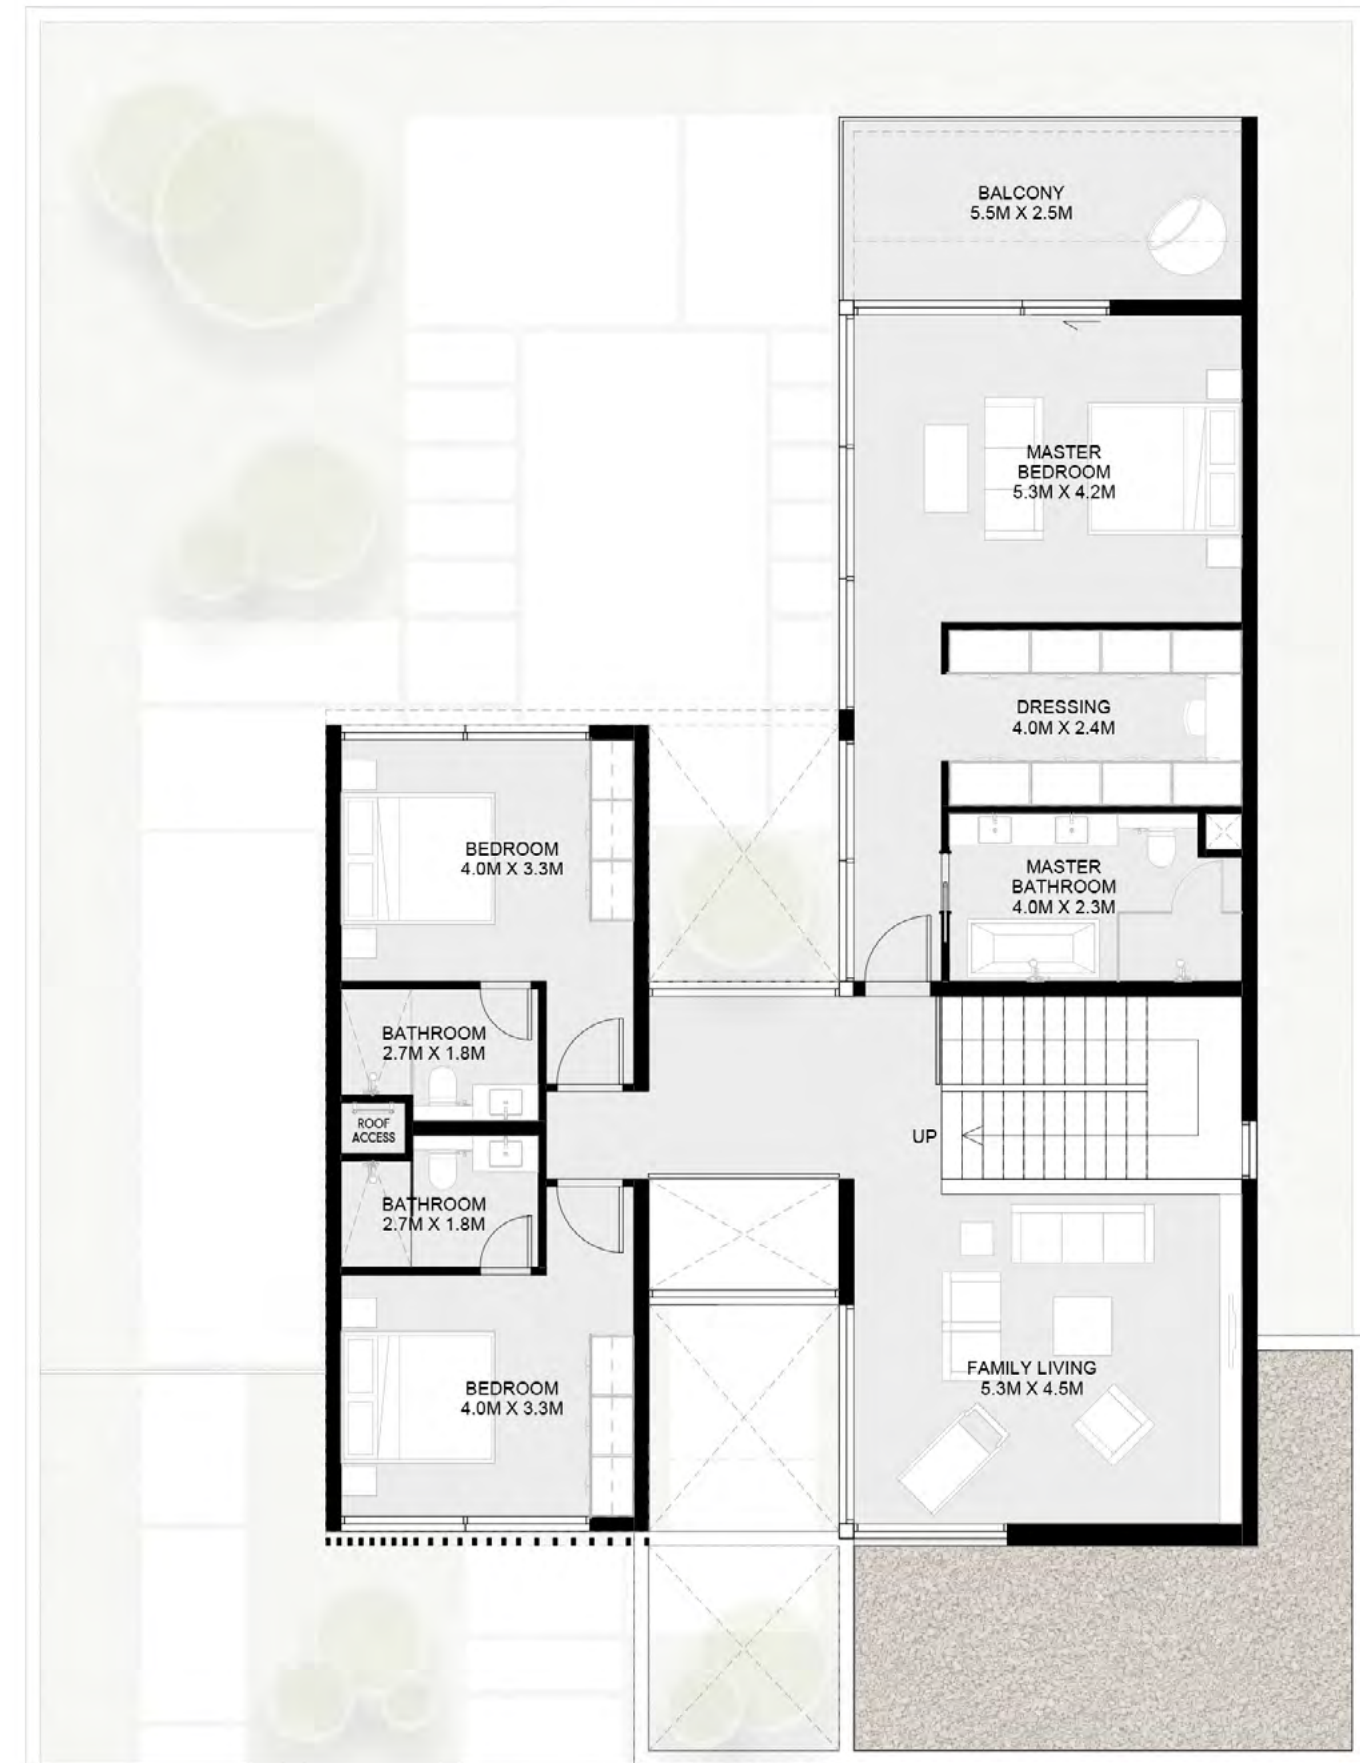 BALCONY
5.5M X 2.5M
MASTER
BEDROOM
5.3M X 4.2M
DRESSING
4.0M X 2.4M
BEDROOM
4.0M X 3.3M
MASTER
BATHROOM
4.0M X 2.3M
BATHROOM
2.7M X 1.8M
ROOF
ACCESS
UP
BATHROOM
2.7M X 1.8M
FAMILY LIVING
5.3M X 4.5M
BEDROOM
4.0M X 3.3M